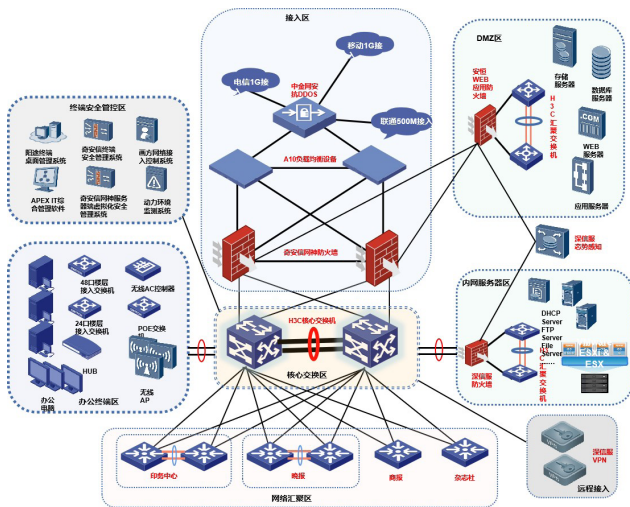 接入区
移动1G接
电信1G接
中金网安
抗DDOS
联通500M接入
A10负载均衡设备
奇安信网神防火墙
终端安全管控区
阳途终端
桌面管理系统
奇安信终端
安全管理系统
画方网络接
入控制系统
APEX IT综
合管理软件
奇安信网神服务
器端虚拟化安全
管理系统
动力环境
监测系统
DMZ区
安恒
WEB
应用防火
墙
H3C汇聚交换机
存储
服务器
数据库
服务器
.COM
WEB
服务器
应用服务器
深信服
态势感知
48口楼层
接入交换机
无线AC控制器
24口楼层
接入交换机
POE交换
机
HUB
办公
电脑
办公终端区
无线
AP
H3C核心交换机
核心交换区
内网服务器区
DHCP
Server
FTP
Server
File
Server
......
深信服
防火墙
H3C汇聚交换机
ESX
印务中心
晚报
商报
杂志社
网络汇聚区
深信服
VPN
远程接入